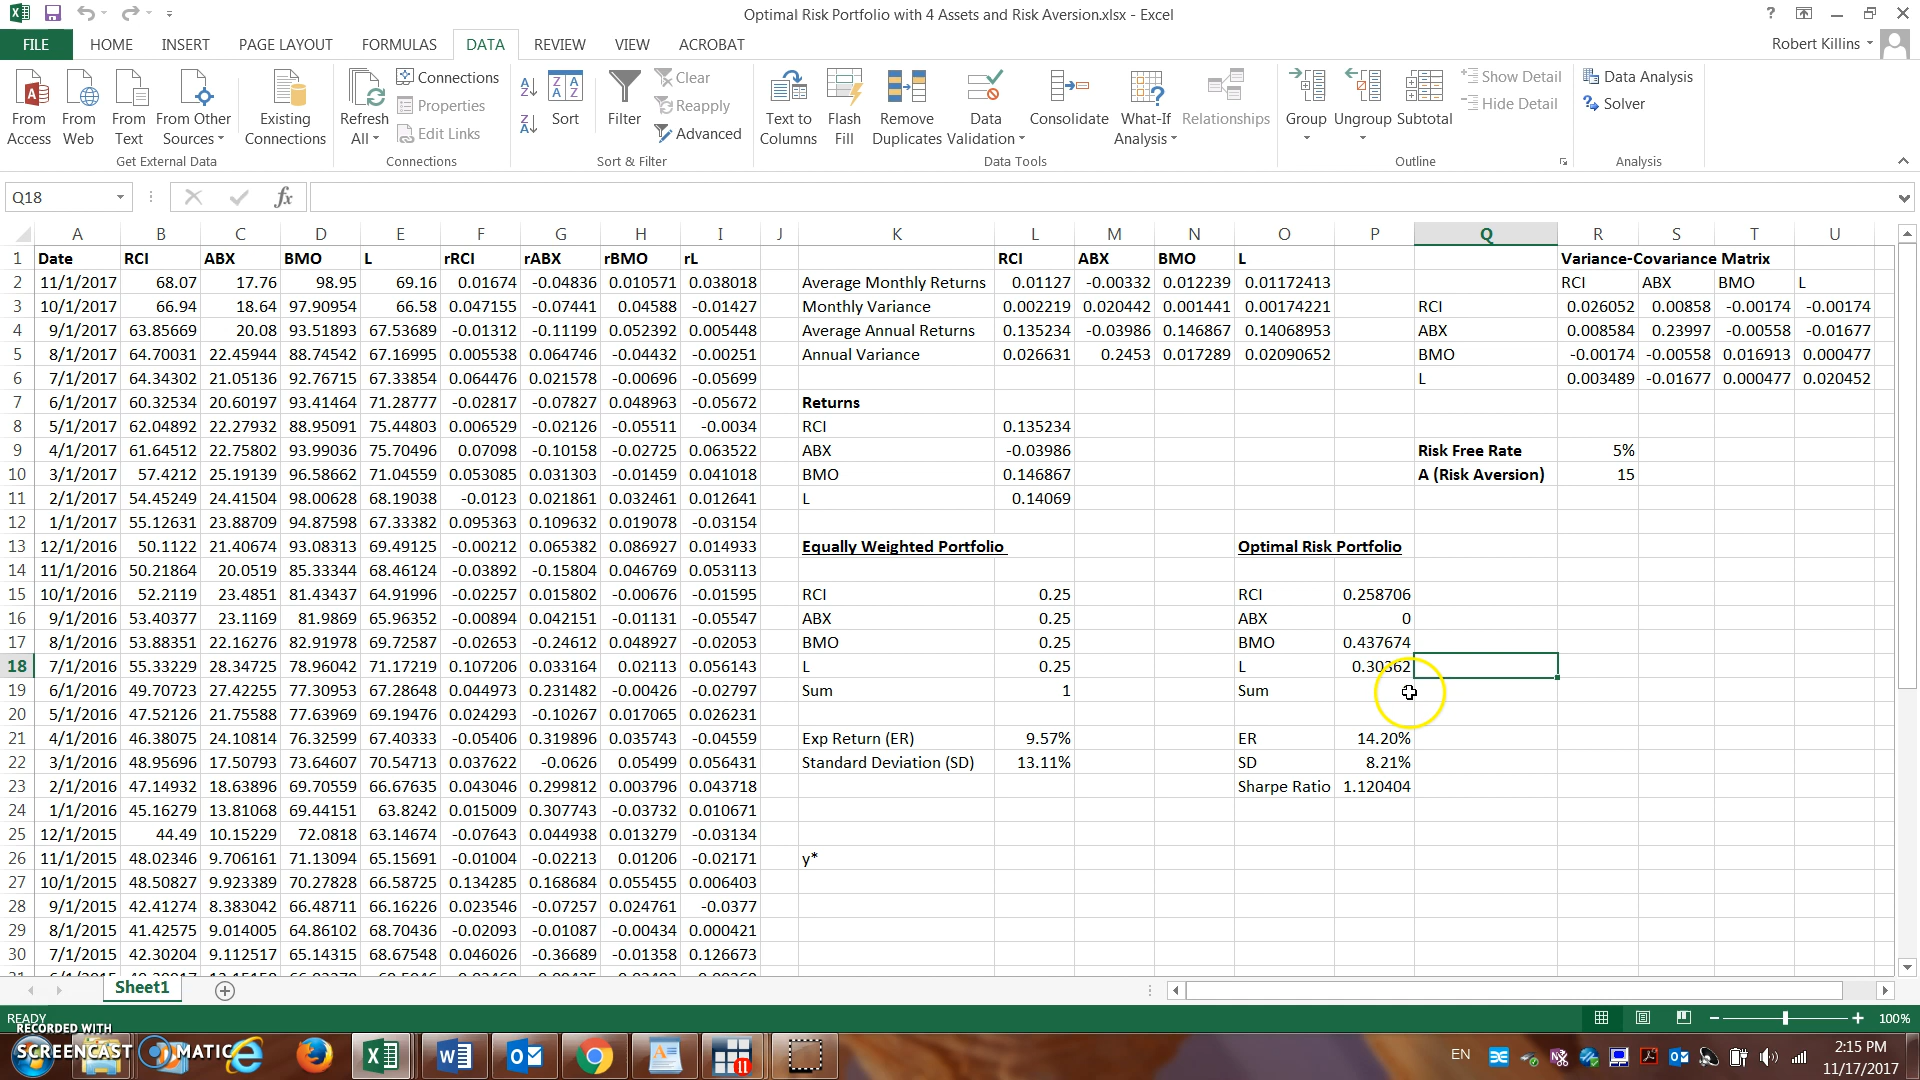 Optimal Risk Portfolio with 4 Assets and Risk Aversion.xlsx - Excel
FILE HOME INSERT PAGE LAYOUT FORMULAS DATA REVIEW VIEW ACROBAT Robert Killins
From Access From Web From Text From Other Sources Existing Connections Refresh All Connections Properties Edit Links Sort Filter Clear Reapply Advanced Text to Columns Flash Fill Remove Duplicates Data Validation Consolidate What-If Analysis Relationships Group Ungroup Subtotal Show Detail Hide Detail Data Analysis Solver
Get External Data Connections Sort & Filter Data Tools Outline Analysis
Q18 fx
A B C D E F G H I J K L M N O P Q R S T U
1 Date RCI ABX BMO L rRCI rABX rBMO rL RCI ABX BMO L Variance-Covariance Matrix
2 11/1/2017 68.07 17.76 98.95 69.16 0.01674 -0.04836 0.010571 0.038018 Average Monthly Returns 0.01127 -0.00332 0.012239 0.01172413 RCI ABX BMO L
3 10/1/2017 66.94 18.64 97.90954 66.58 0.047155 -0.07441 0.04588 -0.01427 Monthly Variance 0.002219 0.020442 0.001441 0.00174221 RCI 0.026052 0.00858 -0.00174 -0.00174
4 9/1/2017 63.85669 20.08 93.51893 67.53689 -0.01312 -0.11199 0.052392 0.005448 Average Annual Returns 0.135234 -0.03986 0.146867 0.14068953 ABX 0.008584 0.23997 -0.00558 -0.01677
5 8/1/2017 64.70031 22.45944 88.74542 67.16995 0.005538 0.064746 -0.04432 -0.00251 Annual Variance 0.026631 0.2453 0.017289 0.02090652 BMO -0.00174 -0.00558 0.016913 0.000477
6 7/1/2017 64.34302 21.05136 92.76715 67.33854 0.064476 0.021578 -0.00696 -0.05699 L 0.003489 -0.01677 0.000477 0.020452
7 6/1/2017 60.32534 20.60197 93.41464 71.28777 -0.02817 -0.07827 0.048963 -0.05672 Returns
8 5/1/2017 62.04892 22.27932 88.95091 75.44803 0.006529 -0.02126 -0.05511 -0.0034 RCI 0.135234
9 4/1/2017 61.64512 22.75802 93.99036 75.70496 0.07098 -0.10158 -0.02725 0.063522 ABX -0.03986 Risk Free Rate 5%
10 3/1/2017 57.4212 25.19139 96.58662 71.04559 0.053085 0.031303 -0.01459 0.041018 BMO 0.146867 A (Risk Aversion) 15
11 2/1/2017 54.45249 24.41504 98.00628 68.19038 -0.0123 0.021861 0.032461 0.012641 L 0.14069
12 1/1/2017 55.12631 23.88709 94.87598 67.33382 0.095363 0.109632 0.019078 -0.03154
13 12/1/2016 50.1122 21.40674 93.08313 69.49125 -0.00212 0.065382 0.086927 0.014933 Equally Weighted Portfolio Optimal Risk Portfolio
14 11/1/2016 50.21864 20.0519 85.33344 68.46124 -0.03892 -0.15804 0.046769 0.053113
15 10/1/2016 52.2119 23.4851 81.43437 64.91996 -0.02257 0.015802 -0.00676 -0.01595 RCI 0.25 RCI 0.258706
16 9/1/2016 53.40377 23.1169 81.9869 65.96352 -0.00894 0.042151 -0.01131 -0.05547 ABX 0.25 ABX 0
17 8/1/2016 53.88351 22.16276 82.91978 69.72587 -0.02653 -0.24612 0.048927 -0.02053 BMO 0.25 BMO 0.437674
18 7/1/2016 55.33229 28.34725 78.96042 71.17219 0.107206 0.033164 0.02113 0.056143 L 0.25 L 0.30362
19 6/1/2016 49.70723 27.42255 77.30953 67.28648 0.044973 0.231482 -0.00426 -0.02797 Sum 1 Sum
20 5/1/2016 47.52126 21.75588 77.63969 69.19476 0.024293 -0.10267 0.017065 0.026231
21 4/1/2016 46.38075 24.10814 76.32599 67.40333 -0.05406 0.319896 0.035743 -0.04559 Exp Return (ER) 9.57% ER 14.20%
22 3/1/2016 48.95696 17.50793 73.64607 70.54713 0.037622 -0.0626 0.05499 0.056431 Standard Deviation (SD) 13.11% SD 8.21%
23 2/1/2016 47.14932 18.63896 69.70559 66.67635 0.043046 0.299812 0.003796 0.043718 Sharpe Ratio 1.120404
24 1/1/2016 45.16279 13.81068 69.44151 63.8242 0.015009 0.307743 -0.03732 0.010671
25 12/1/2015 44.49 10.15229 72.0818 63.14674 -0.07643 0.044938 0.013279 -0.03134
26 11/1/2015 48.02346 9.706161 71.13094 65.15691 -0.01004 -0.02213 0.01206 -0.02171 y*
27 10/1/2015 48.50827 9.923389 70.27828 66.58725 0.134285 0.168684 0.055455 0.006403
28 9/1/2015 42.41274 8.383042 66.48711 66.16226 0.023546 -0.07257 0.024761 -0.0377
29 8/1/2015 41.42575 9.014005 64.86102 68.70436 -0.02093 -0.01087 -0.00434 0.000421
30 7/1/2015 42.30204 9.112517 65.14315 68.67548 0.046026 -0.36689 -0.01358 0.126673
Sheet1
READY 100%
RECORDED WITH
SCREENCAST MATIC
EN 2:15 PM
11/17/2017